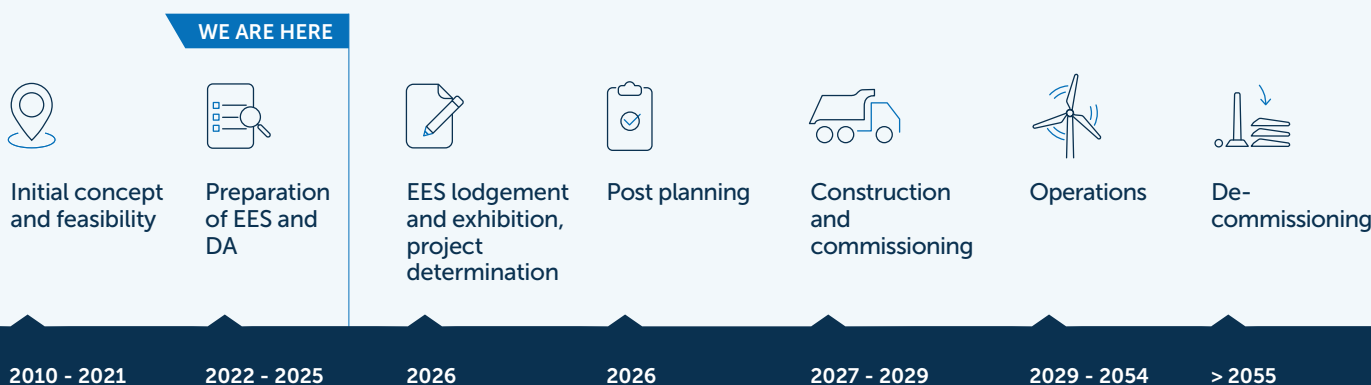 WE ARE HERE
Initial concept
and feasibility
Preparation
of EES and
DA
EES lodgement
and exhibition,
project
determination
Post planning
Construction
and
commissioning
Operations
De-
commissioning
2010 - 2021
2022 - 2025
2026
2026
2027 - 2029
2029 - 2054
> 2055